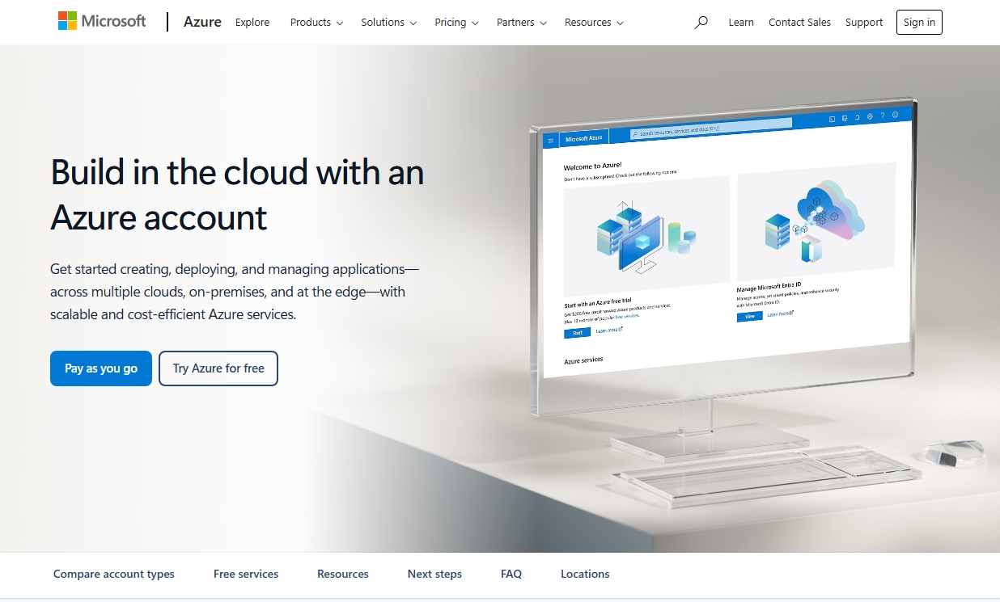 Microsoft
Azure
Explore
Products
Solutions
Pricing
Partners
Resources
Learn
Contact Sales
Support
Sign in
Build in the cloud with an
Azure account
Get started creating, deploying, and managing applications—
across multiple clouds, on-premises, and at the edge—with
scalable and cost-efficient Azure services.
Pay as you go
Try Azure for free
Microsoft Azure
Search resources, services, and docs (G+/)
Welcome to Azure!
Don't have a subscription? Check out the following options.
Start with an Azure free trial
Get $200 free credit toward Azure products and services,
plus 12 months of popular free services.
Start
Learn more
Manage Microsoft Entra ID
Manage access, set smart policies, and enhance security
with Microsoft Entra ID.
View
Learn more
Azure services
Compare account types
Free services
Resources
Next steps
FAQ
Locations